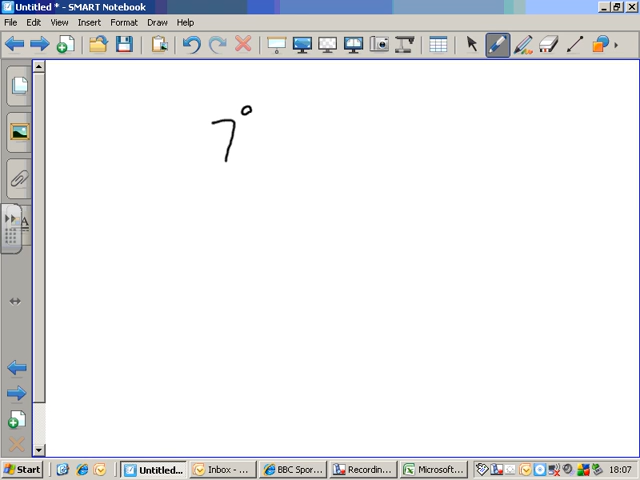 Untitled * - SMART Notebook
File Edit View Insert Format Draw Help
7°
A
Start Untitled... Inbox - ... BBC Spor... Recordin... Microsoft... 18:07